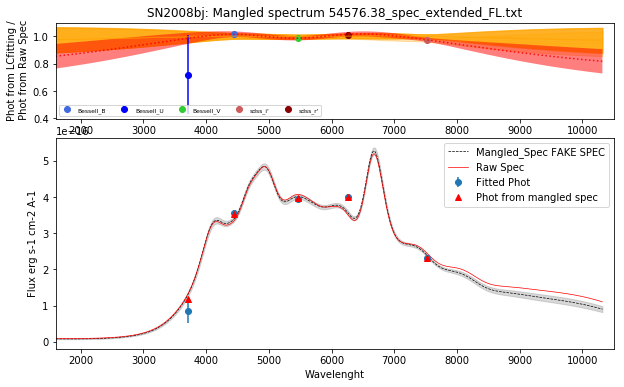 SN2008bj: Mangled spectrum 54576.38_spec_extended_FL.txt
Phot from LCfitting /
Phot from Raw Spec
1.0
0.8
0.6
0.4
Bessell_B Bessell_U Bessell_V sdss_i' sdss_r'
2000 3000 4000 5000 6000 7000 8000 9000 10000
1e−16
Flux erg s-1 cm-2 A-1
5
4
3
2
1
0
Mangled_Spec FAKE SPEC
Raw Spec
Fitted Phot
Phot from mangled spec
2000 3000 4000 5000 6000 7000 8000 9000 10000
Wavelenght